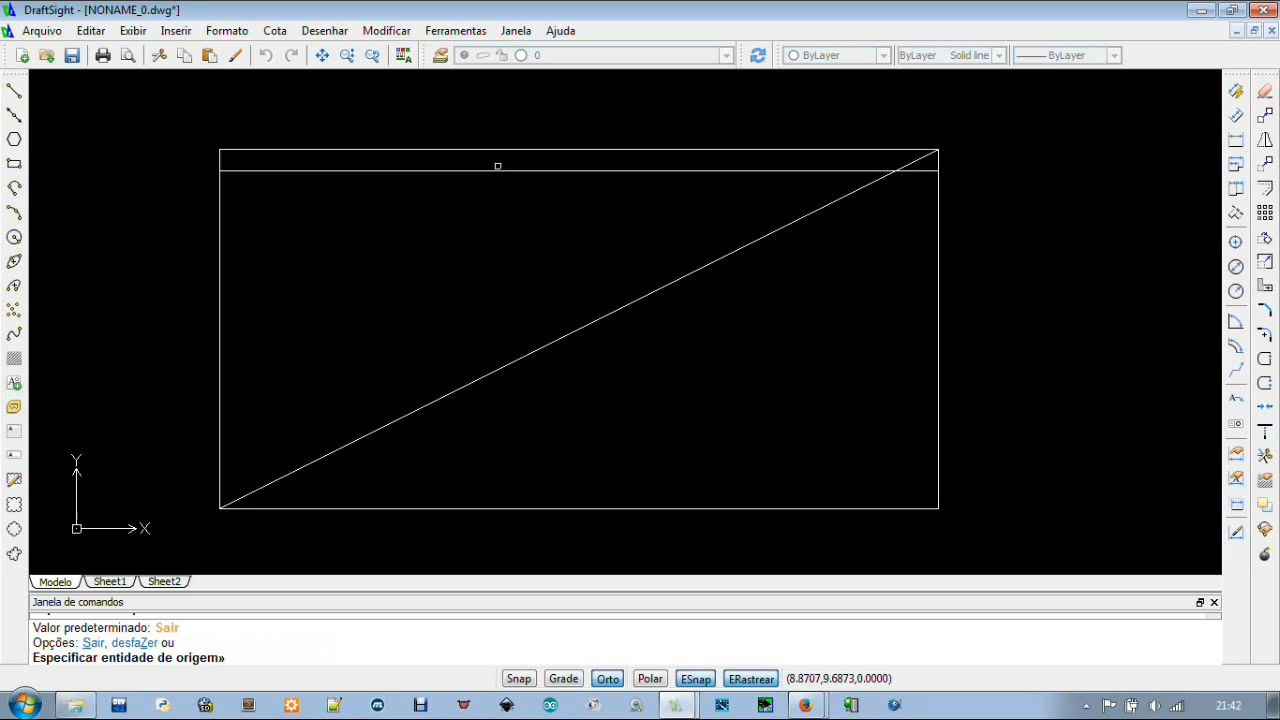 DraftSight - [NONAME_0.dwg*]
Arquivo Editar Exibir Inserir Formato Cota Desenhar Modificar Ferramentas Janela Ajuda
0 ByLayer ByLayer Solid line ByLayer
Y
X
Modelo Sheet1 Sheet2
Janela de comandos
Valor predeterminado: Sair
Opções: Sair, desfaZer ou
Especificar entidade de origem»
Snap Grade Orto Polar ESnap ERastrear (8.8707,9.6873,0.0000)
21:42